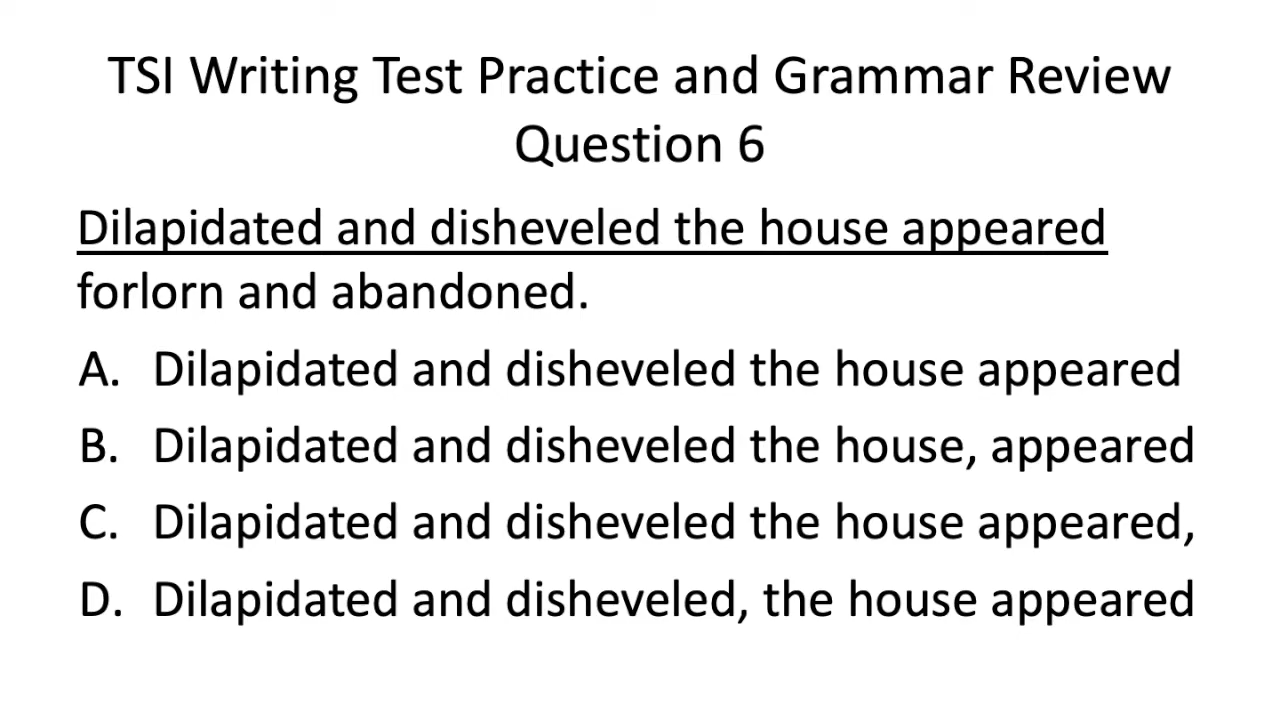 TSI Writing Test Practice and Grammar Review
Question 6
Dilapidated and disheveled the house appeared
forlorn and abandoned.
A. Dilapidated and disheveled the house appeared
B. Dilapidated and disheveled the house, appeared
C. Dilapidated and disheveled the house appeared,
D. Dilapidated and disheveled, the house appeared